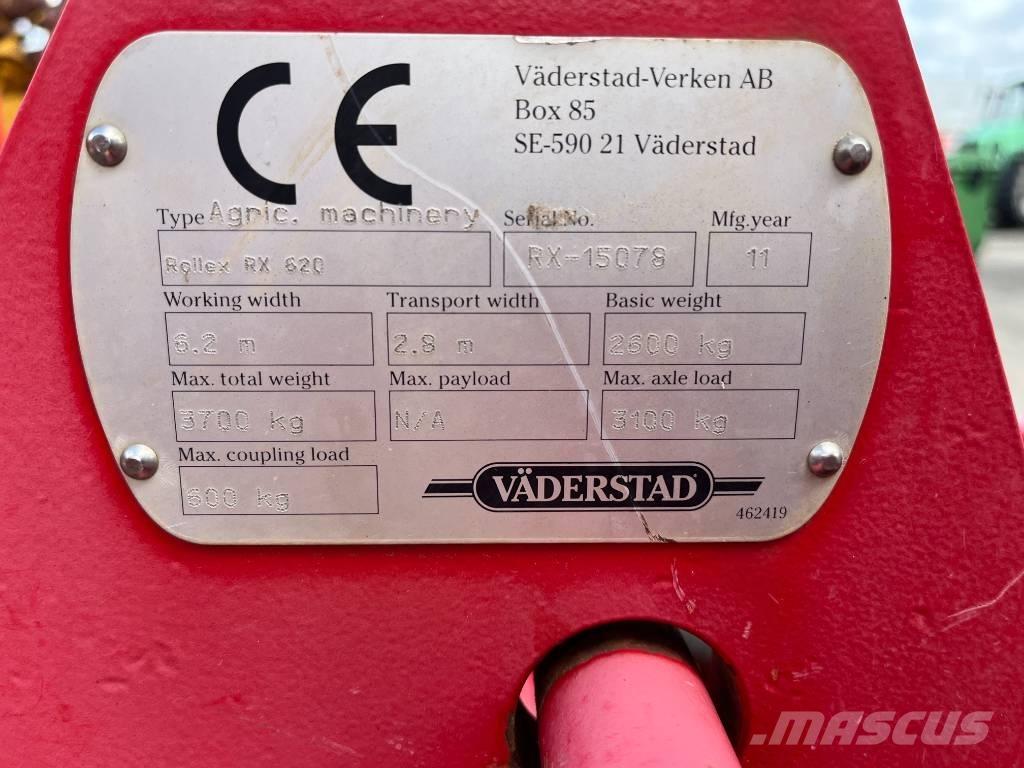 CE
Väderstad-Verken AB
Box 85
SE-590 21 Väderstad
Type Agric. machinery
Serial No.
Mfg.year
Rollex RX 620
RX-15078
11
Working width
Transport width
Basic weight
6.2 m
2.8 m
2600 kg
Max. total weight
Max. payload
Max. axle load
3700 kg
N/A
3100 kg
Max. coupling load
600 kg
VÄDERSTAD
462419
MASCUS